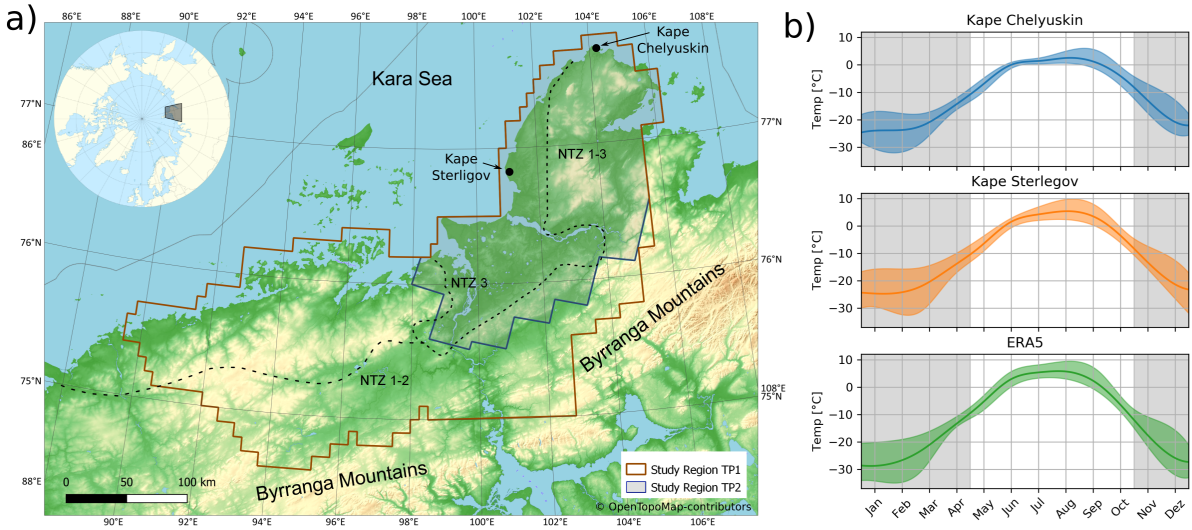 a)
86°E 88°E 90°E 92°E 94°E 96°E 98°E 100°E 102°E 104°E 106°E
Kape
Chelyuskin
Kara Sea
77°N
77°N
86°E
Kape
Sterligov
NTZ 1-3
76°N
76°N
NTZ 3
Byrranga Mountains
75°N
NTZ 1-2
108°E
75°N
88°E
Byrranga Mountains
0 50 100 km
Study Region TP1
Study Region TP2
© OpenTopoMap-contributors
90°E 92°E 94°E 96°E 98°E 100°E 102°E 104°E 106°E
b)
Kape Chelyuskin
Temp [°C]
10
0
−10
−20
−30
Kape Sterlegov
Temp [°C]
10
0
−10
−20
−30
ERA5
Temp [°C]
10
0
−10
−20
−30
Jan Feb Mar Apr May Jun Jul Aug Sep Oct Nov Dez